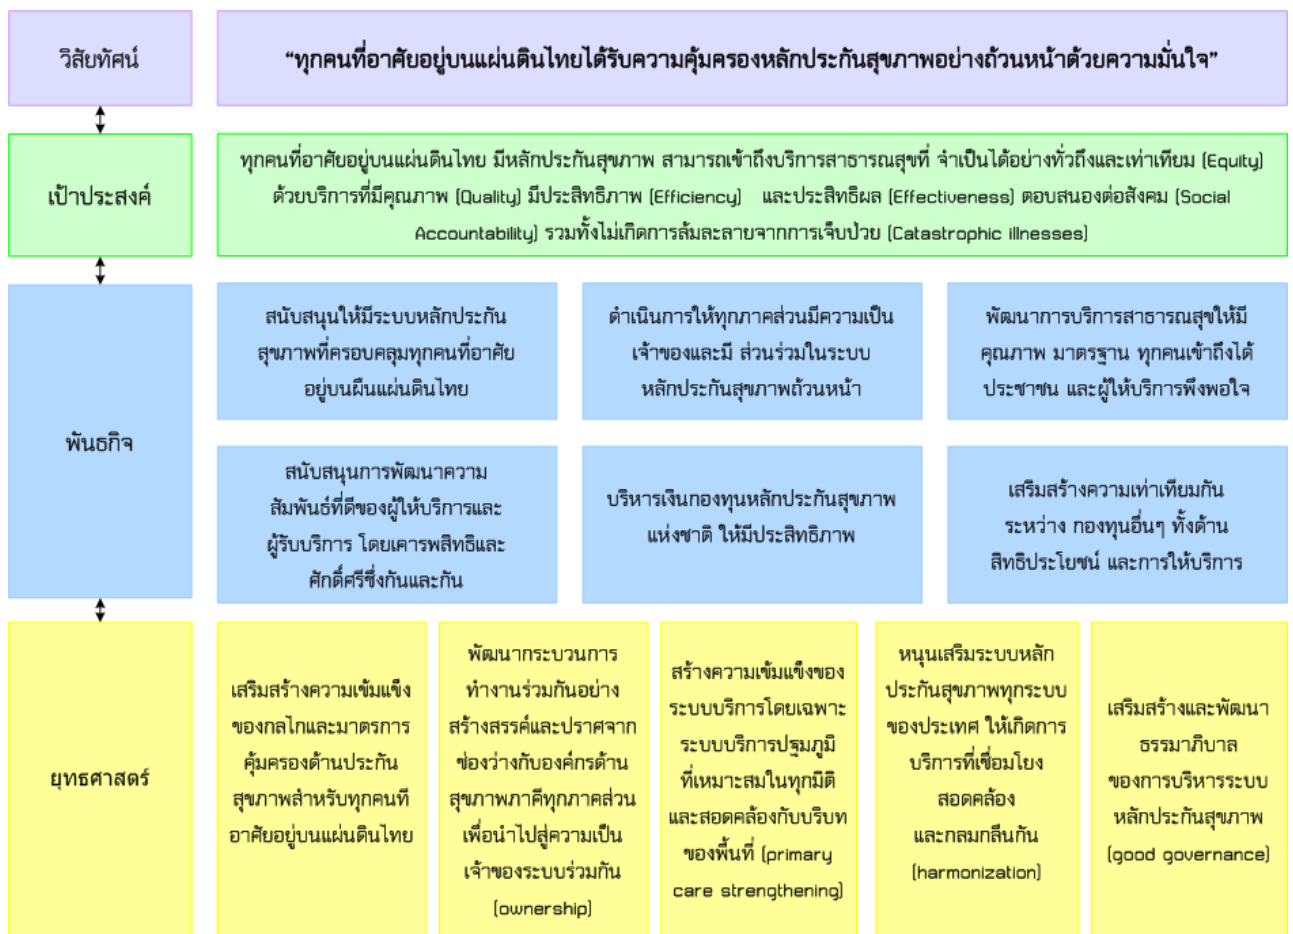 วิสัยทัศน์
“ทุกคนที่อาศัยอยู่บนแผ่นดินไทยได้รับความคุ้มครองหลักประกันสุขภาพอย่างถ้วนหน้าด้วยความมั่นใจ”
เป้าประสงค์
ทุกคนที่อาศัยอยู่บนแผ่นดินไทย มีหลักประกันสุขภาพ สามารถเข้าถึงบริการสาธารณสุขที่ จำเป็นได้อย่างทั่วถึงและเท่าเทียม (Equity)
ด้วยบริการที่มีคุณภาพ (Quality) มีประสิทธิภาพ (Efficiency) และประสิทธิผล (Effectiveness) ตอบสนองต่อสังคม (Social
Accountability) รวมทั้งไม่เกิดการล้มละลายจากการเจ็บป่วย (Catastrophic illnesses)
พันธกิจ
สนับสนุนให้มีระบบหลักประกัน
สุขภาพที่ครอบคลุมทุกคนที่อาศัย
อยู่บนผืนแผ่นดินไทย
ดำเนินการให้ทุกภาคส่วนมีความเป็น
เจ้าของและมี ส่วนร่วมในระบบ
หลักประกันสุขภาพถ้วนหน้า
พัฒนาการบริการสาธารณสุขให้มี
คุณภาพ มาตรฐาน ทุกคนเข้าถึงได้
ประชาชน และผู้ให้บริการพึงพอใจ
สนับสนุนการพัฒนาความ
สัมพันธ์ที่ดีของผู้ให้บริการและ
ผู้รับบริการ โดยเคารพสิทธิและ
ศักดิ์ศรีซึ่งกันและกัน
บริหารเงินกองทุนหลักประกันสุขภาพ
แห่งชาติ ให้มีประสิทธิภาพ
เสริมสร้างความเท่าเทียมกัน
ระหว่าง กองทุนอื่นๆ ทั้งด้าน
สิทธิประโยชน์ และการให้บริการ
ยุทธศาสตร์
เสริมสร้างความเข้มแข็ง
ของกลไกและมาตรการ
คุ้มครองด้านประกัน
สุขภาพสำหรับทุกคนที
อาศัยอยู่บนแผ่นดินไทย
พัฒนากระบวนการ
ทำงานร่วมกันอย่าง
สร้างสรรค์และปราศจาก
ช่องว่างกับองค์กรด้าน
สุขภาพภาคีทุกภาคส่วน
เพื่อนำไปสู่ความเป็น
เจ้าของระบบร่วมกัน
(ownership)
สร้างความเข้มแข็งของ
ระบบบริการโดยเฉพาะ
ระบบบริการปฐมภูมิ
ที่เหมาะสมในทุกมิติ
และสอดคล้องกับบริบท
ของพื้นที่ (primary
care strengthening)
หนุนเสริมระบบหลัก
ประกันสุขภาพทุกระบบ
ของประเทศ ให้เกิดการ
บริการที่เชื่อมโยง
สอดคล้อง
และกลมกลืนกัน
(harmonization)
เสริมสร้างและพัฒนา
ธรรมาภิบาล
ของการบริหารระบบ
หลักประกันสุขภาพ
(good governance)